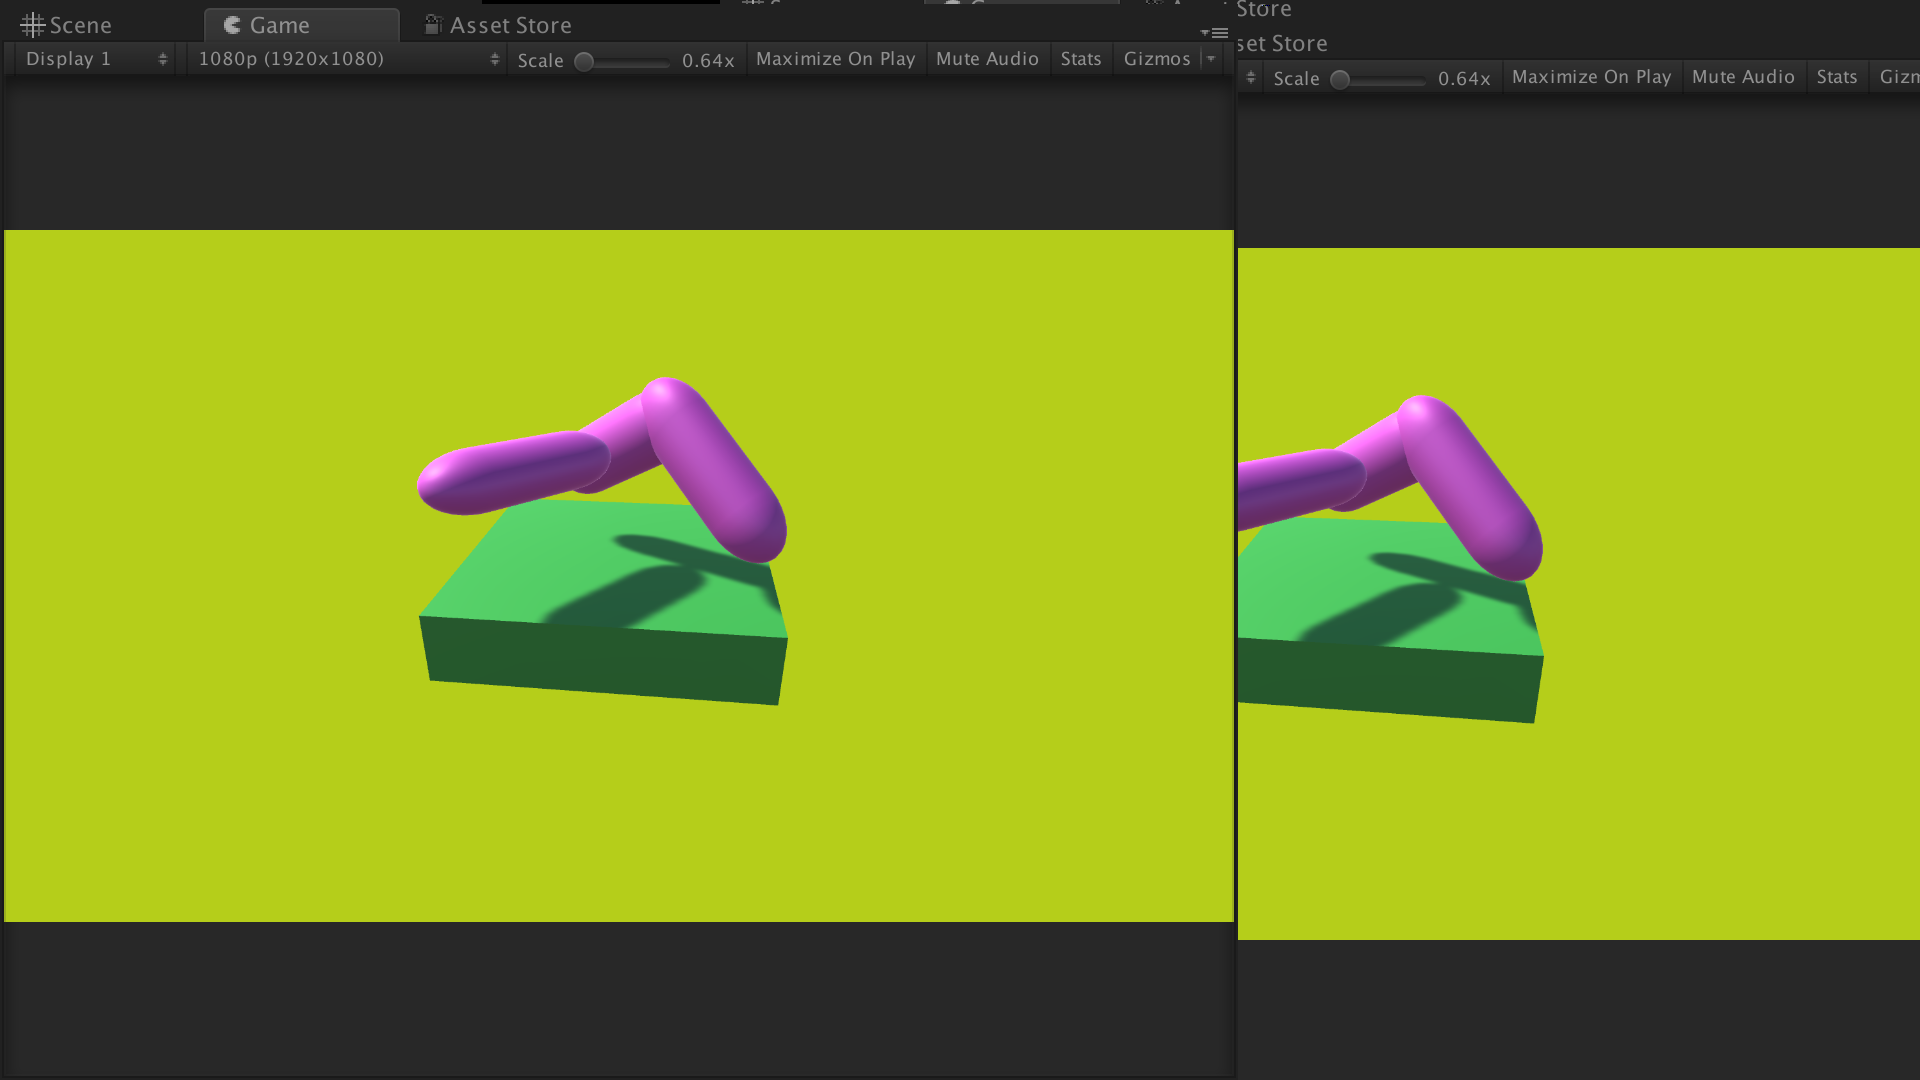 Store
Scene Game Asset Store
set Store
Display 1 1080p (1920x1080) Scale 0.64x Maximize On Play Mute Audio Stats Gizmos
Scale 0.64x Maximize On Play Mute Audio Stats Gizm